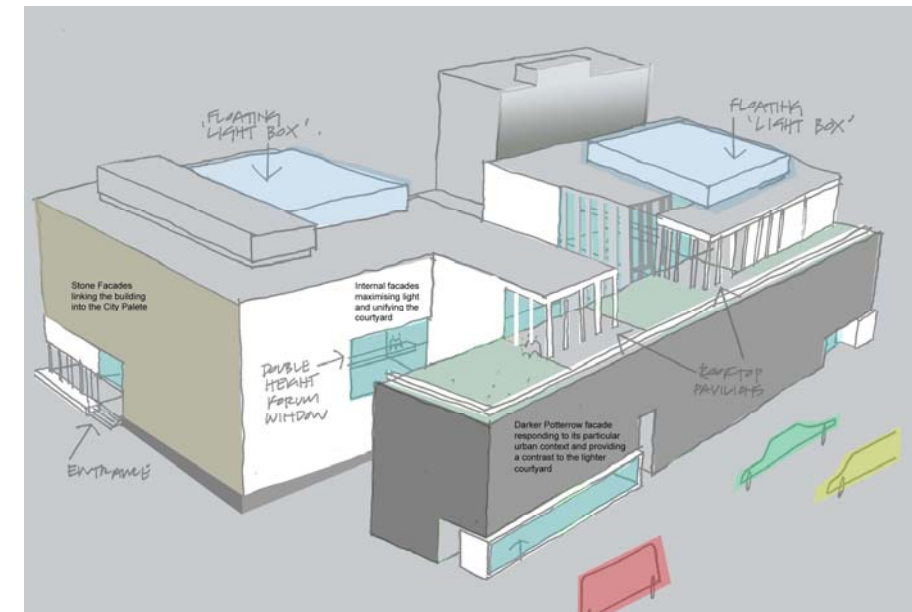 FLOATING
'LIGHT BOX'.
FLOATING
'LIGHT BOX'
Stone Facades
linking the building
into the City Palete
Internal facades
maximising light
and unifying the
courtyard
DOUBLE
HEIGHT
FORUM
WINDOW
ROOFTOP
PAVILIONS
Darker Potterrow facade
responding to its particular
urban context and providing
a contrast to the lighter
courtyard
ENTRANCE